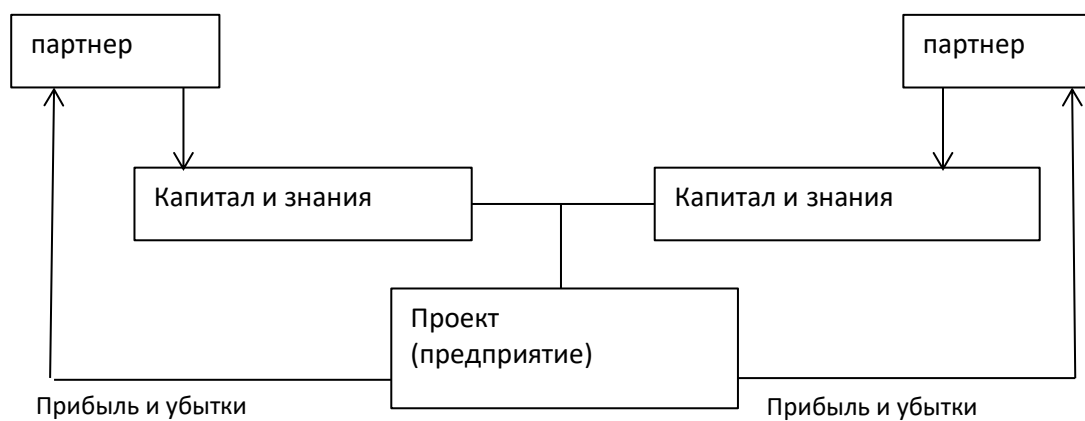 партнер
партнер
Капитал и знания
Капитал и знания
Проект
(предприятие)
Прибыль и убытки
Прибыль и убытки